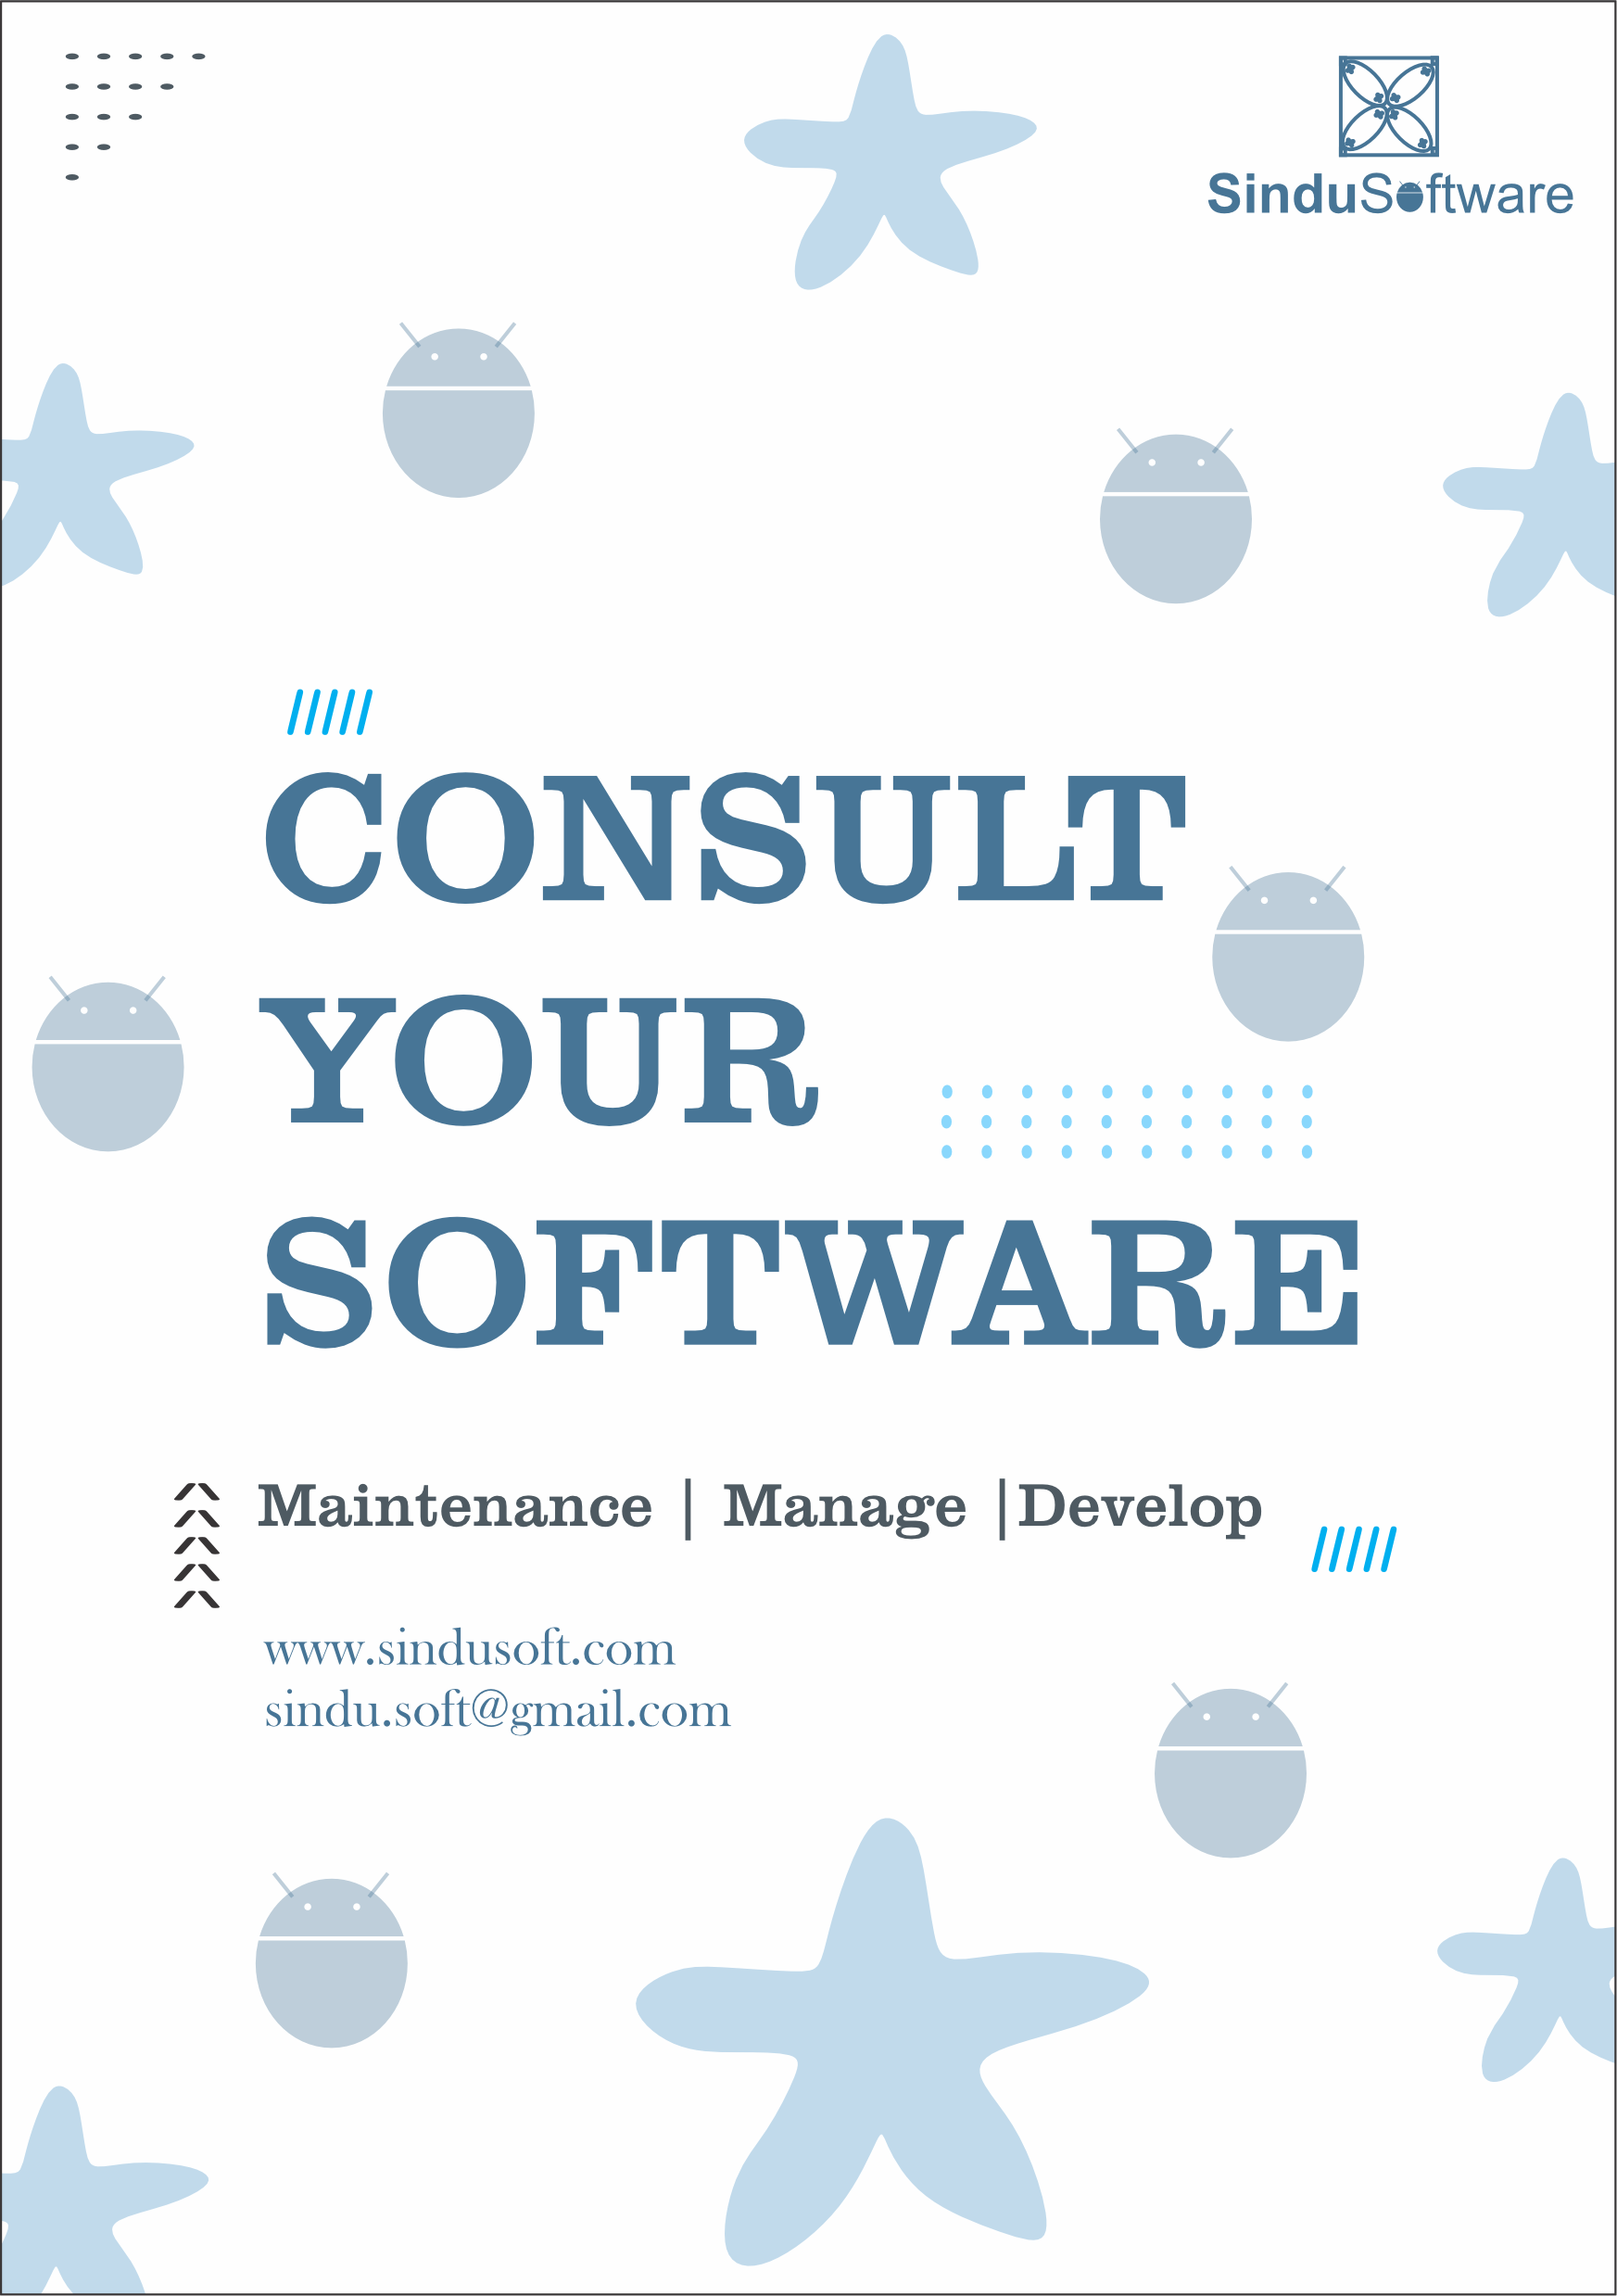 SinduSoftware
CONSULT
YOUR
SOFTWARE
Maintenance | Manage |Develop
www.sindusoft.com
sindu.soft@gmail.com